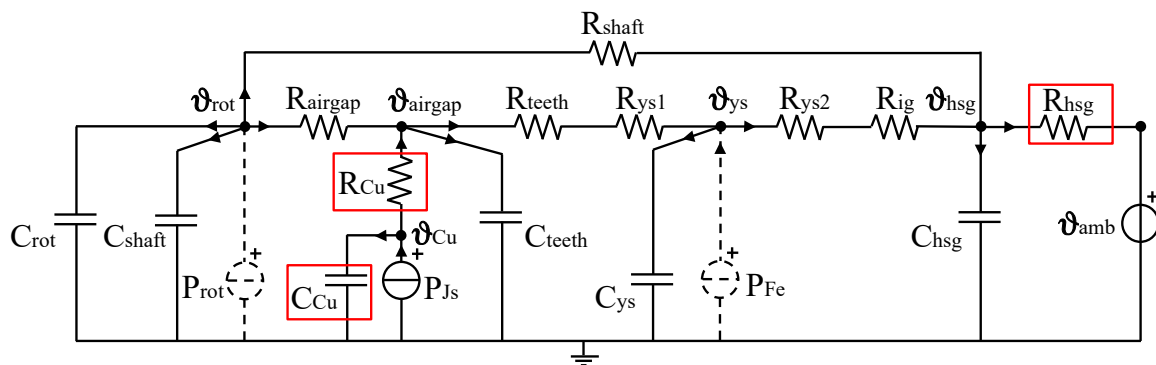 Rshaft
ϑrot Rairgap ϑairgap Rteeth Rys1 ϑys Rys2 Rig ϑhsg Rhsg
RCu
Crot Cshaft ϑCu Cteeth Chsg ϑamb
Prot CCu PJs Cys PFe
+ + + +